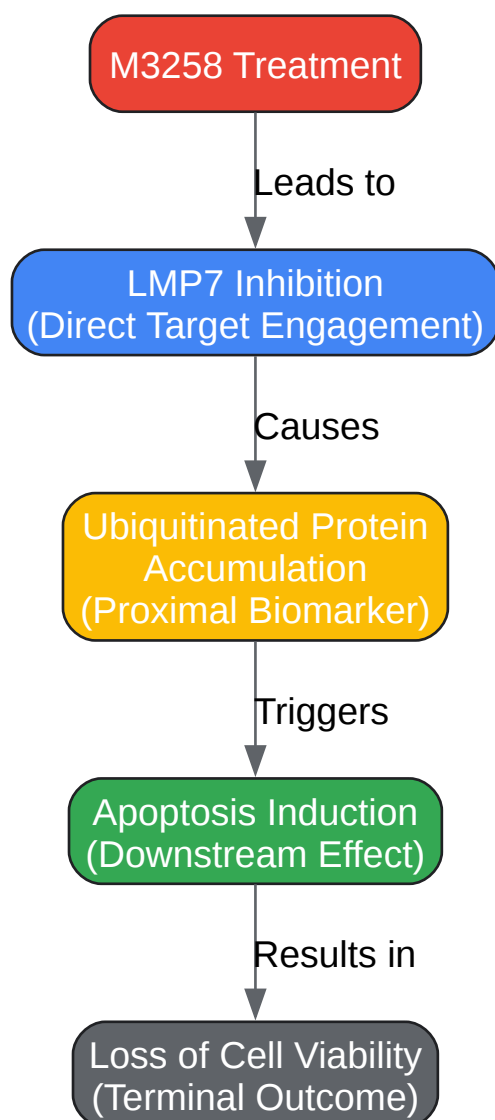 M3258 Treatment
Leads to
LMP7 Inhibition
(Direct Target Engagement)
Causes
Ubiquitinated Protein
Accumulation
(Proximal Biomarker)
Triggers
Apoptosis Induction
(Downstream Effect)
Results in
Loss of Cell Viability
(Terminal Outcome)